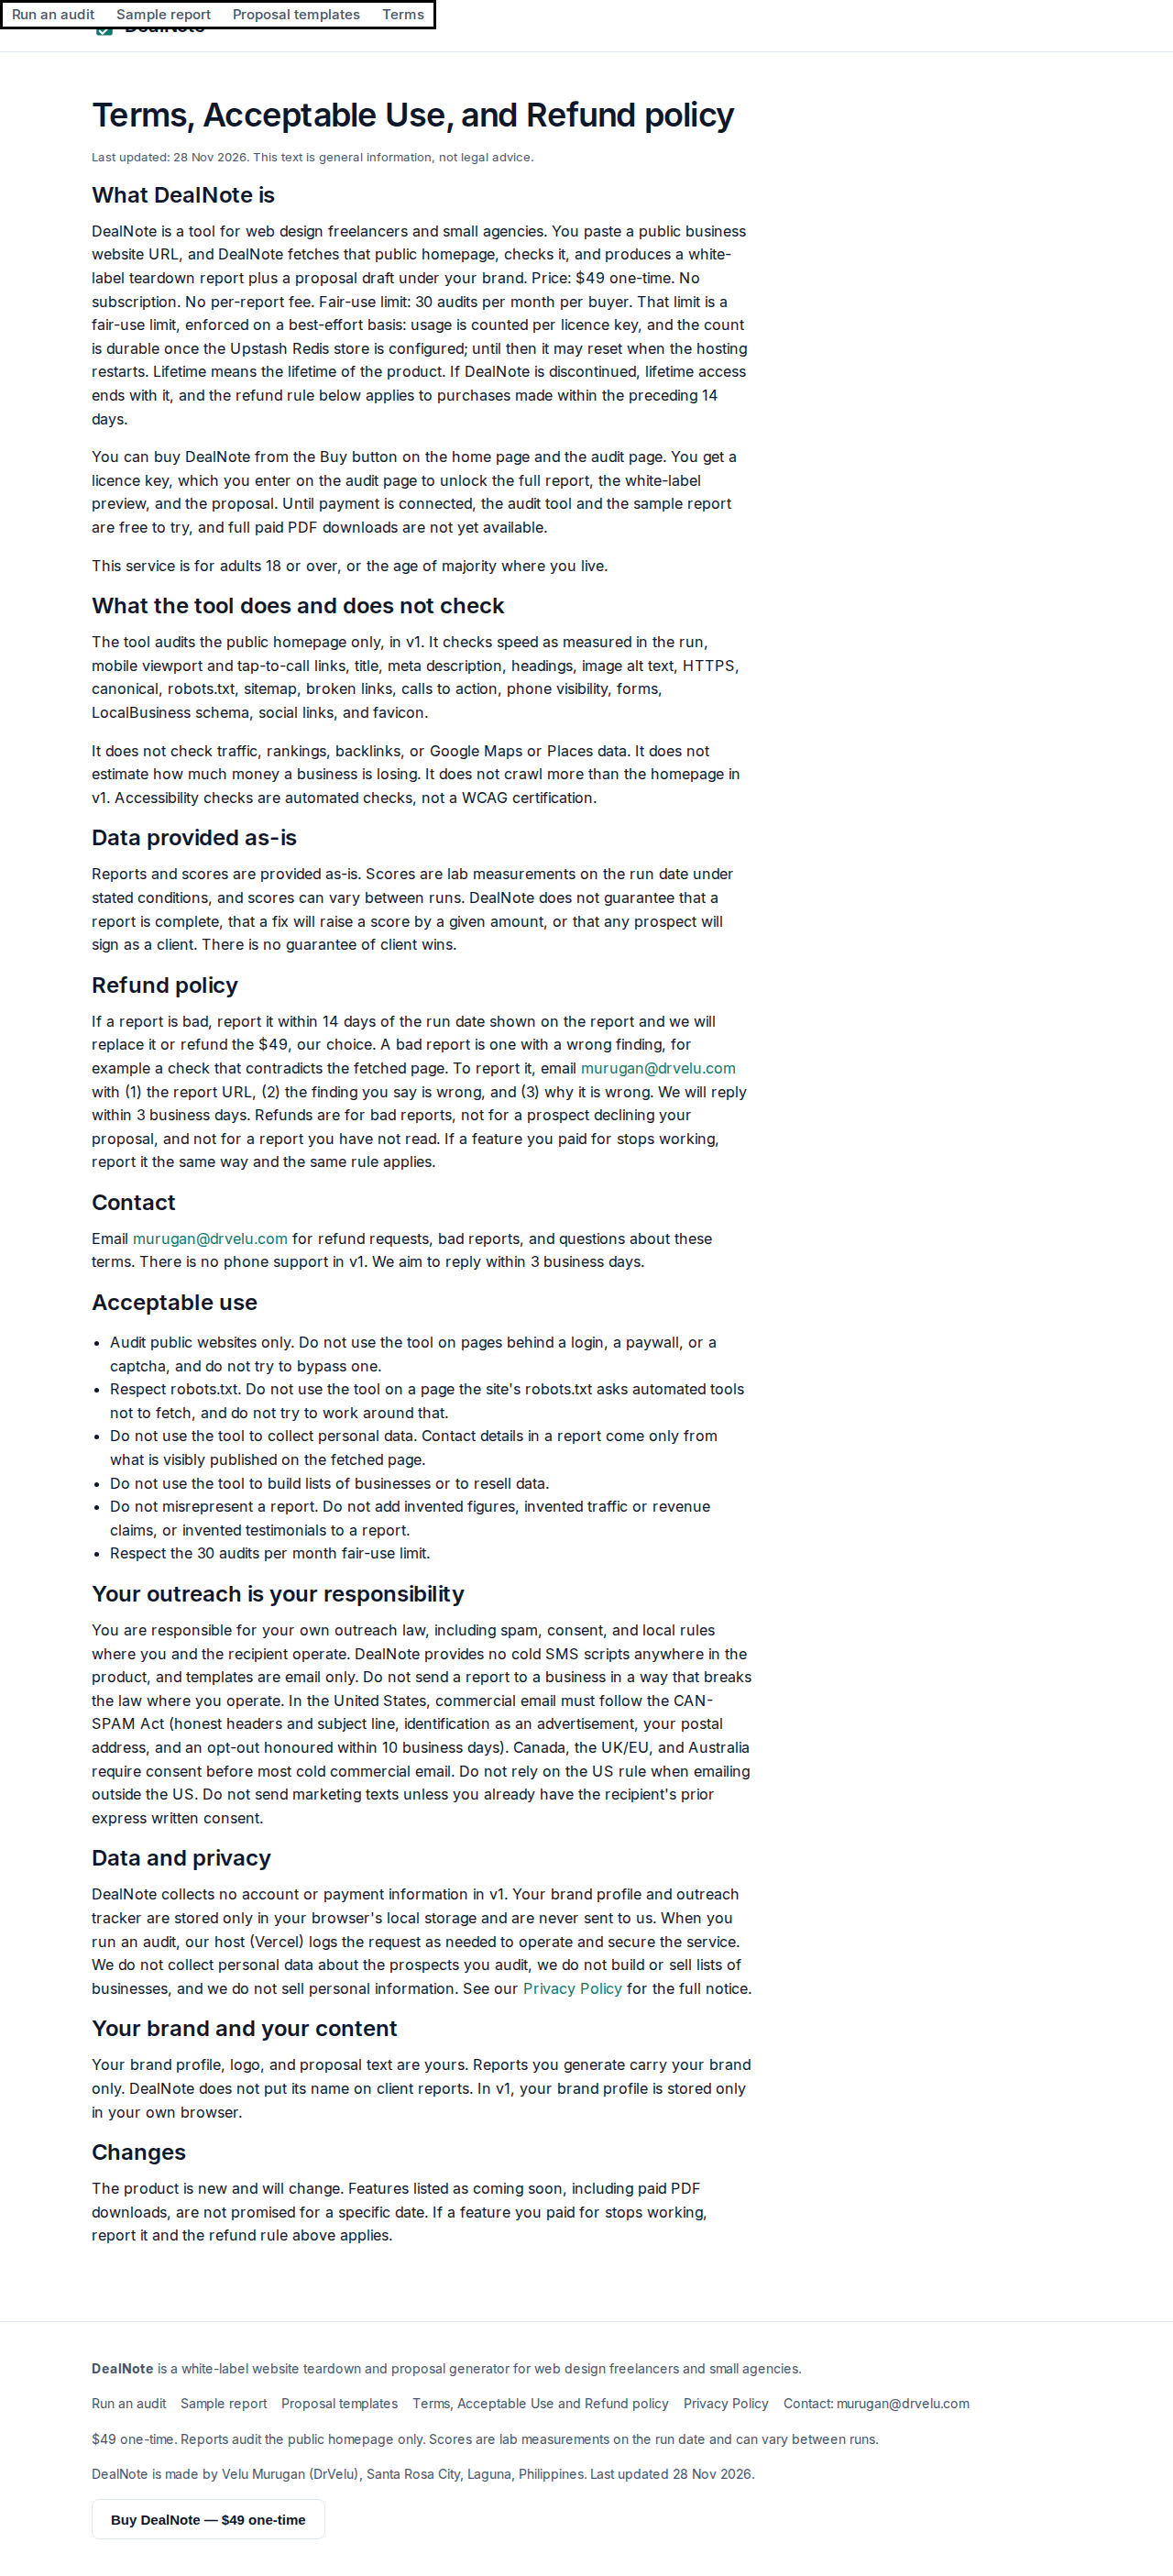 Run an audit Sample report Proposal templates Terms
DealNote
Terms, Acceptable Use, and Refund policy
Last updated: 28 Nov 2026. This text is general information, not legal advice.
What DealNote is
DealNote is a tool for web design freelancers and small agencies. You paste a public business
website URL, and DealNote fetches that public homepage, checks it, and produces a white-
label teardown report plus a proposal draft under your brand. Price: $49 one-time. No
subscription. No per-report fee. Fair-use limit: 30 audits per month per buyer. That limit is a
fair-use limit, enforced on a best-effort basis: usage is counted per licence key, and the count
is durable once the Upstash Redis store is configured; until then it may reset when the hosting
restarts. Lifetime means the lifetime of the product. If DealNote is discontinued, lifetime access
ends with it, and the refund rule below applies to purchases made within the preceding 14
days.
You can buy DealNote from the Buy button on the home page and the audit page. You get a
licence key, which you enter on the audit page to unlock the full report, the white-label
preview, and the proposal. Until payment is connected, the audit tool and the sample report
are free to try, and full paid PDF downloads are not yet available.
This service is for adults 18 or over, or the age of majority where you live.
What the tool does and does not check
The tool audits the public homepage only, in v1. It checks speed as measured in the run,
mobile viewport and tap-to-call links, title, meta description, headings, image alt text, HTTPS,
canonical, robots.txt, sitemap, broken links, calls to action, phone visibility, forms,
LocalBusiness schema, social links, and favicon.
It does not check traffic, rankings, backlinks, or Google Maps or Places data. It does not
estimate how much money a business is losing. It does not crawl more than the homepage in
v1. Accessibility checks are automated checks, not a WCAG certification.
Data provided as-is
Reports and scores are provided as-is. Scores are lab measurements on the run date under
stated conditions, and scores can vary between runs. DealNote does not guarantee that a
report is complete, that a fix will raise a score by a given amount, or that any prospect will
sign as a client. There is no guarantee of client wins.
Refund policy
If a report is bad, report it within 14 days of the run date shown on the report and we will
replace it or refund the $49, our choice. A bad report is one with a wrong finding, for
example a check that contradicts the fetched page. To report it, email murugan@drvelu.com
with (1) the report URL, (2) the finding you say is wrong, and (3) why it is wrong. We will reply
within 3 business days. Refunds are for bad reports, not for a prospect declining your
proposal, and not for a report you have not read. If a feature you paid for stops working,
report it the same way and the same rule applies.
Contact
Email murugan@drvelu.com for refund requests, bad reports, and questions about these
terms. There is no phone support in v1. We aim to reply within 3 business days.
Acceptable use
• Audit public websites only. Do not use the tool on pages behind a login, a paywall, or a
captcha, and do not try to bypass one.
• Respect robots.txt. Do not use the tool on a page the site's robots.txt asks automated tools
not to fetch, and do not try to work around that.
• Do not use the tool to collect personal data. Contact details in a report come only from
what is visibly published on the fetched page.
• Do not use the tool to build lists of businesses or to resell data.
• Do not misrepresent a report. Do not add invented figures, invented traffic or revenue
claims, or invented testimonials to a report.
• Respect the 30 audits per month fair-use limit.
Your outreach is your responsibility
You are responsible for your own outreach law, including spam, consent, and local rules
where you and the recipient operate. DealNote provides no cold SMS scripts anywhere in the
product, and templates are email only. Do not send a report to a business in a way that breaks
the law where you operate. In the United States, commercial email must follow the CAN-
SPAM Act (honest headers and subject line, identification as an advertisement, your postal
address, and an opt-out honoured within 10 business days). Canada, the UK/EU, and Australia
require consent before most cold commercial email. Do not rely on the US rule when emailing
outside the US. Do not send marketing texts unless you already have the recipient's prior
express written consent.
Data and privacy
DealNote collects no account or payment information in v1. Your brand profile and outreach
tracker are stored only in your browser's local storage and are never sent to us. When you
run an audit, our host (Vercel) logs the request as needed to operate and secure the service.
We do not collect personal data about the prospects you audit, we do not build or sell lists of
businesses, and we do not sell personal information. See our Privacy Policy for the full notice.
Your brand and your content
Your brand profile, logo, and proposal text are yours. Reports you generate carry your brand
only. DealNote does not put its name on client reports. In v1, your brand profile is stored only
in your own browser.
Changes
The product is new and will change. Features listed as coming soon, including paid PDF
downloads, are not promised for a specific date. If a feature you paid for stops working,
report it and the refund rule above applies.
DealNote is a white-label website teardown and proposal generator for web design freelancers and small agencies.
Run an audit Sample report Proposal templates Terms, Acceptable Use and Refund policy Privacy Policy Contact: murugan@drvelu.com
$49 one-time. Reports audit the public homepage only. Scores are lab measurements on the run date and can vary between runs.
DealNote is made by Velu Murugan (DrVelu), Santa Rosa City, Laguna, Philippines. Last updated 28 Nov 2026.
Buy DealNote — $49 one-time